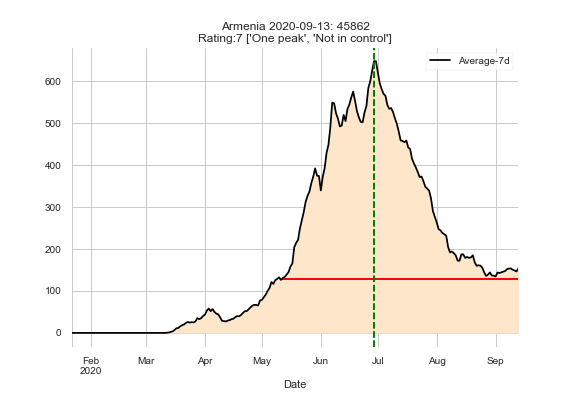 Armenia 2020-09-13: 45862
Rating:7 ['One peak', 'Not in control']
Average-7d
600
500
400
300
200
100
0
Feb Mar Apr May Jun Jul Aug Sep
2020
Date